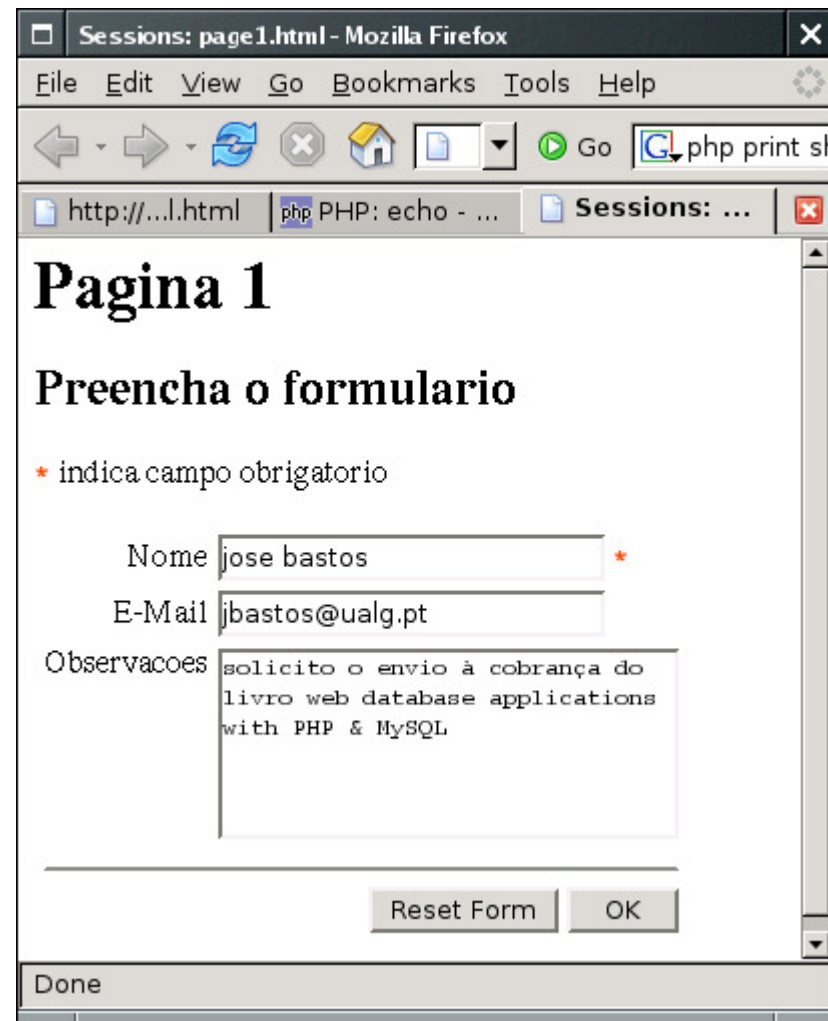 Sessions: page1.html - Mozilla Firefox
File Edit View Go Bookmarks Tools Help
Go php print
http://...l.html php PHP: echo - ... Sessions: ...
Pagina 1
Preencha o formulario
* indica campo obrigatorio
Nome jose bastos *
E-Mail jbastos@ualg.pt
Observacoes solicito o envio à cobrança do
livro web database applications
with PHP & MySQL
Reset Form OK
Done